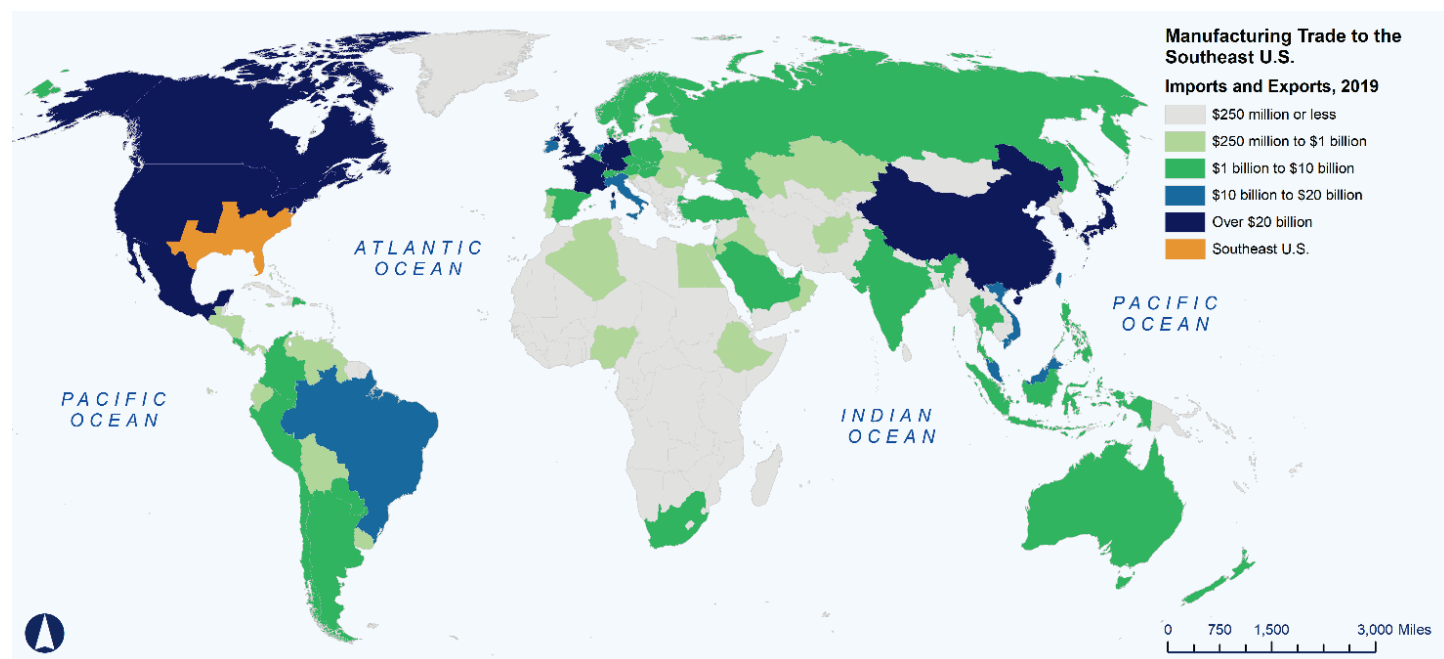 Manufacturing Trade to the
Southeast U.S.
Imports and Exports, 2019
$250 million or less
$250 million to $1 billion
$1 billion to $10 billion
$10 billion to $20 billion
Over $20 billion
Southeast U.S.
ATLANTIC
OCEAN
PACIFIC
OCEAN
PACIFIC
OCEAN
INDIAN
OCEAN
0 750 1,500 3,000 Miles